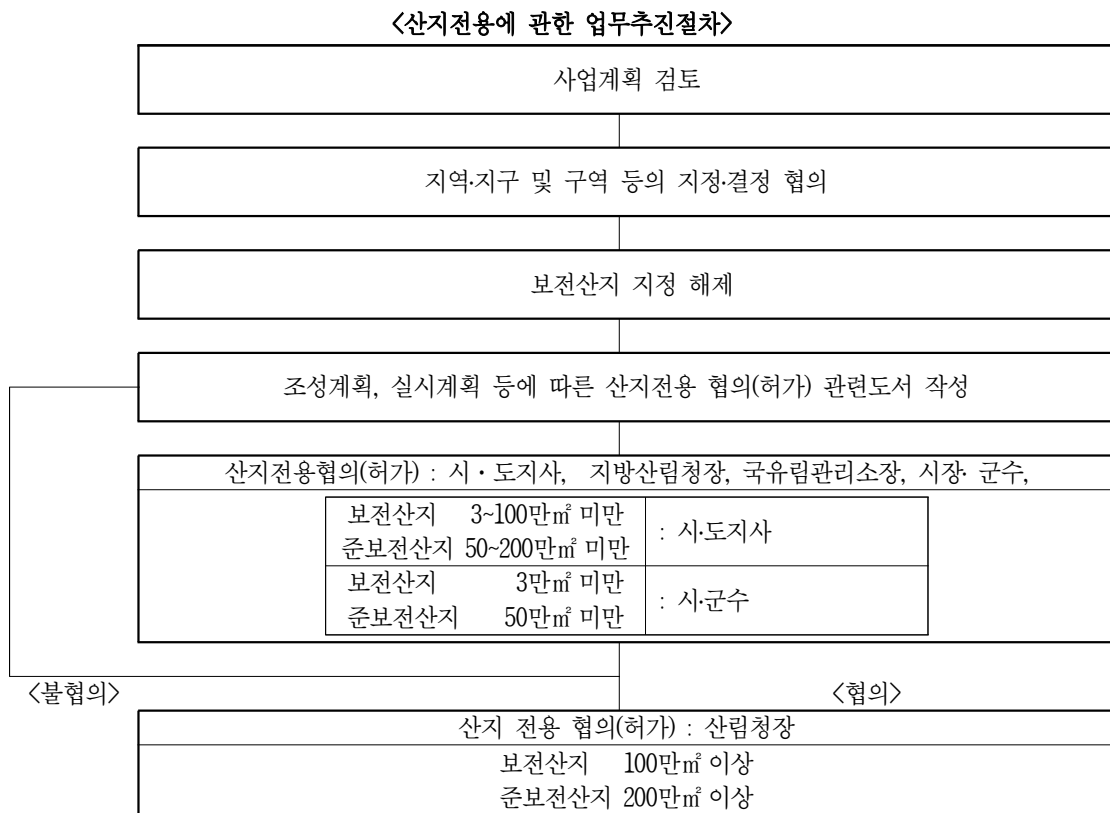 <산지전용에 관한 업무추진절차>
사업계획 검토
지역·지구 및 구역 등의 지정·결정 협의
보전산지 지정 해제
조성계획, 실시계획 등에 따른 산지전용 협의(허가) 관련도서 작성
산지전용협의(허가) : 시·도지사, 지방산림청장, 국유림관리소장, 시장·군수,
보전산지 3~100만㎡ 미만
준보전산지 50~200만㎡ 미만
: 시·도지사
보전산지 3만㎡ 미만
준보전산지 50만㎡ 미만
: 시·군수
<불협의>
<협의>
산지 전용 협의(허가) : 산림청장
보전산지 100만㎡ 이상
준보전산지 200만㎡ 이상